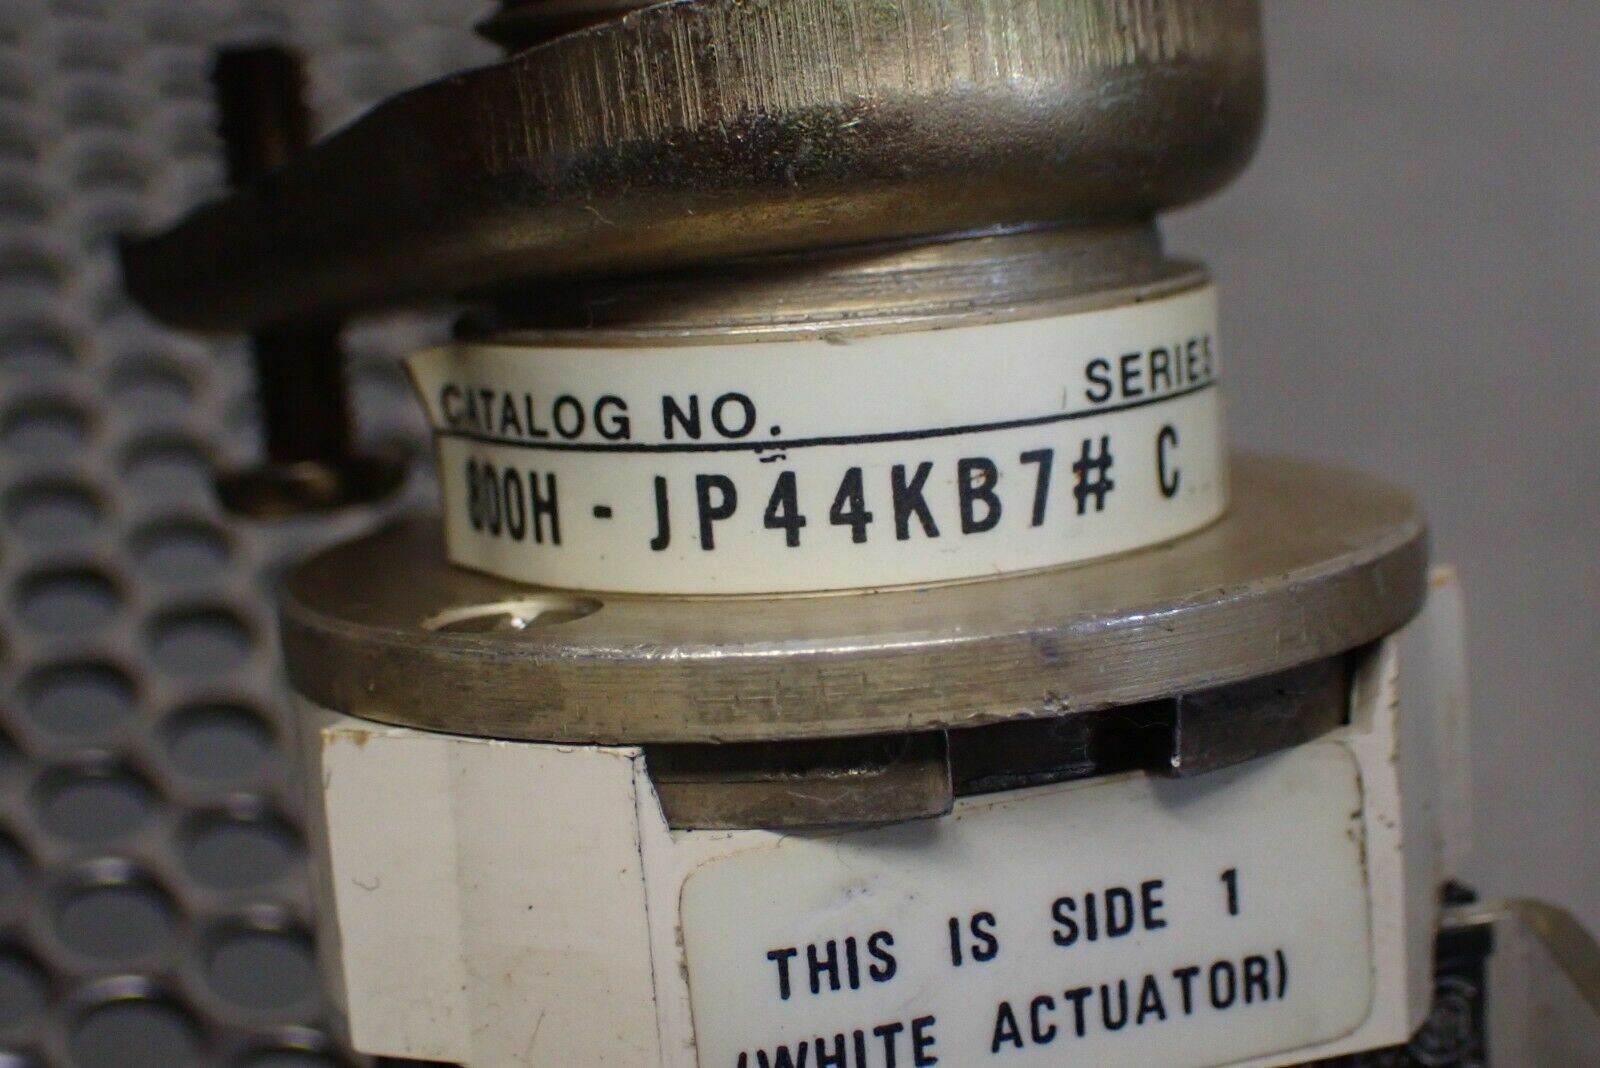 CATALOG NO. SERIES
800H - JP44KB7# C
THIS IS SIDE 1
(WHITE ACTUATOR)